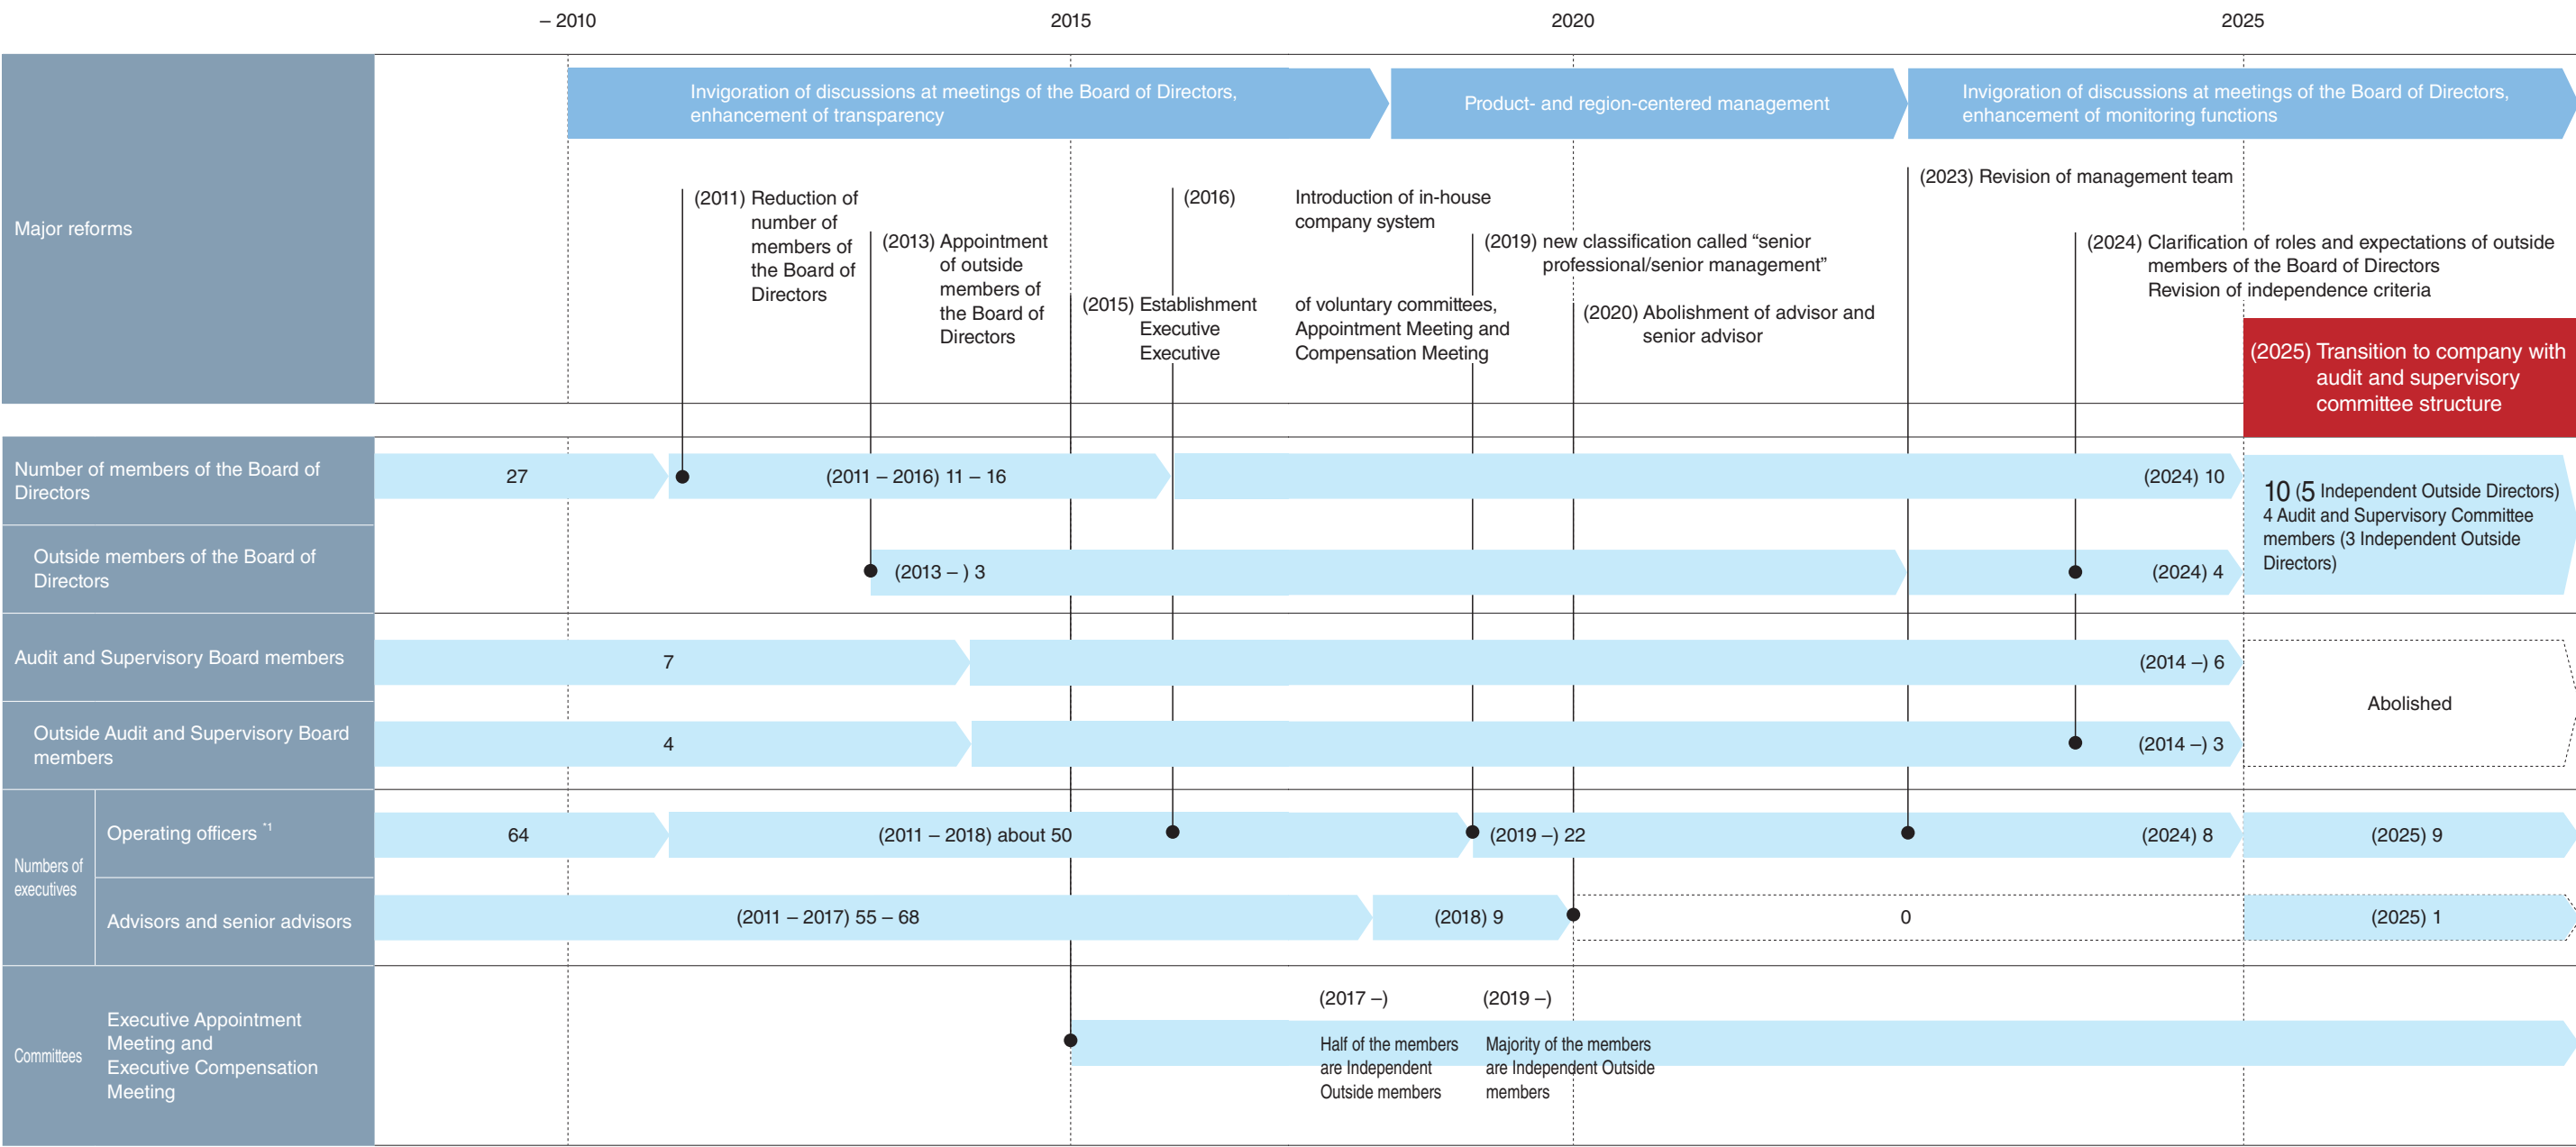 – 2010
2015
2020
2025
Major reforms
Invigoration of discussions at meetings of the Board of Directors,
enhancement of transparency
Product- and region-centered management
Invigoration of discussions at meetings of the Board of Directors,
enhancement of monitoring functions
(2011) Reduction of
number of
members of
the Board of
Directors
(2013) Appointment
of outside
members of
the Board of
Directors
(2015) Establishment of voluntary committees,
Executive Appointment Meeting and
Executive Compensation Meeting
(2016) Introduction of in-house
company system
(2019) new classification called “senior
professional/senior management”
(2020) Abolishment of advisor and
senior advisor
(2023) Revision of management team
(2024) Clarification of roles and expectations of outside
members of the Board of Directors
Revision of independence criteria
(2025) Transition to company with
audit and supervisory
committee structure
Number of members of the Board of
Directors
27
(2011 – 2016) 11 – 16
(2024) 10
10 (5 Independent Outside Directors)
4 Audit and Supervisory Committee
members (3 Independent Outside
Directors)
Outside members of the Board of
Directors
(2013 – ) 3
(2024) 4
Audit and Supervisory Board members
7
(2014 –) 6
Abolished
Outside Audit and Supervisory Board
members
4
(2014 –) 3
Numbers of
executives
Operating officers *1
64
(2011 – 2018) about 50
(2019 –) 22
(2024) 8
(2025) 9
Advisors and senior advisors
(2011 – 2017) 55 – 68
(2018) 9
0
(2025) 1
Committees
Executive Appointment
Meeting and
Executive Compensation
Meeting
(2017 –)
Half of the members
are Independent
Outside members
(2019 –)
Majority of the members
are Independent Outside
members